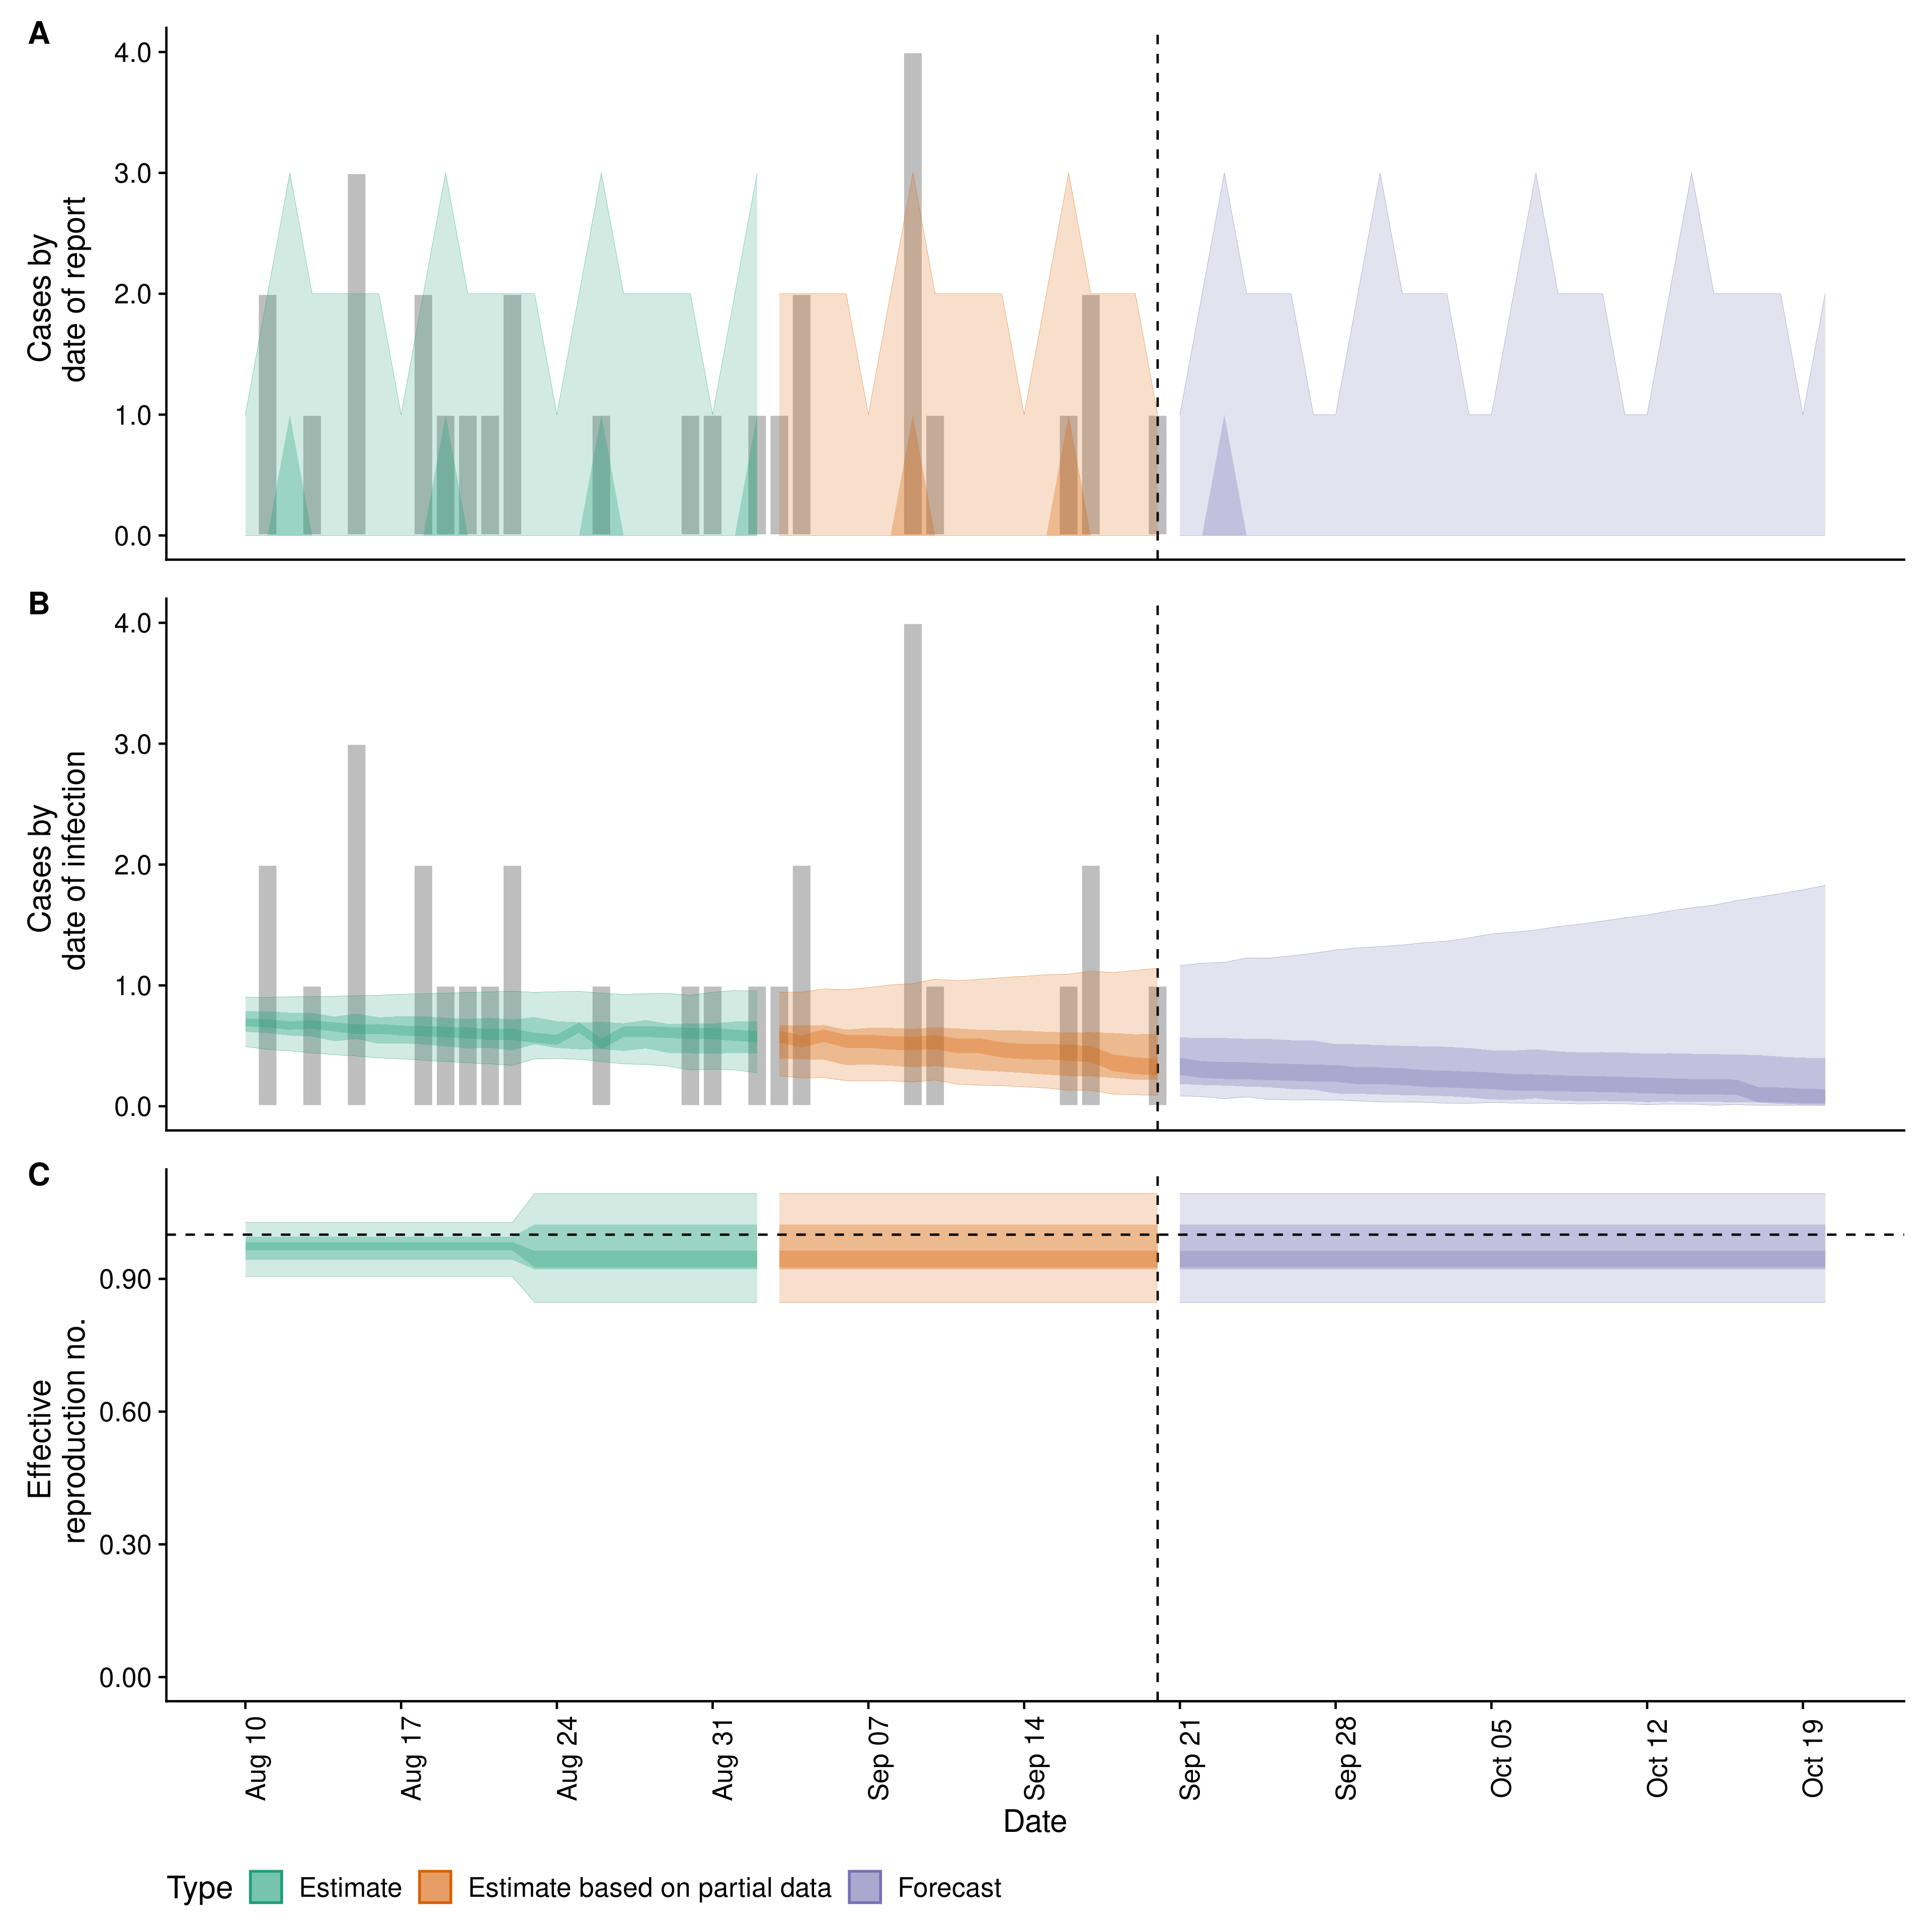 A
Cases by
date of report
4.0
3.0
2.0
1.0
0.0
B
Cases by
date of infection
4.0
3.0
2.0
1.0
0.0
C
Effective
reproduction no.
0.90
0.60
0.30
0.00
Aug 10
Aug 17
Aug 24
Aug 31
Sep 07
Sep 14
Sep 21
Sep 28
Oct 05
Oct 12
Oct 19
Date
Type Estimate Estimate based on partial data Forecast